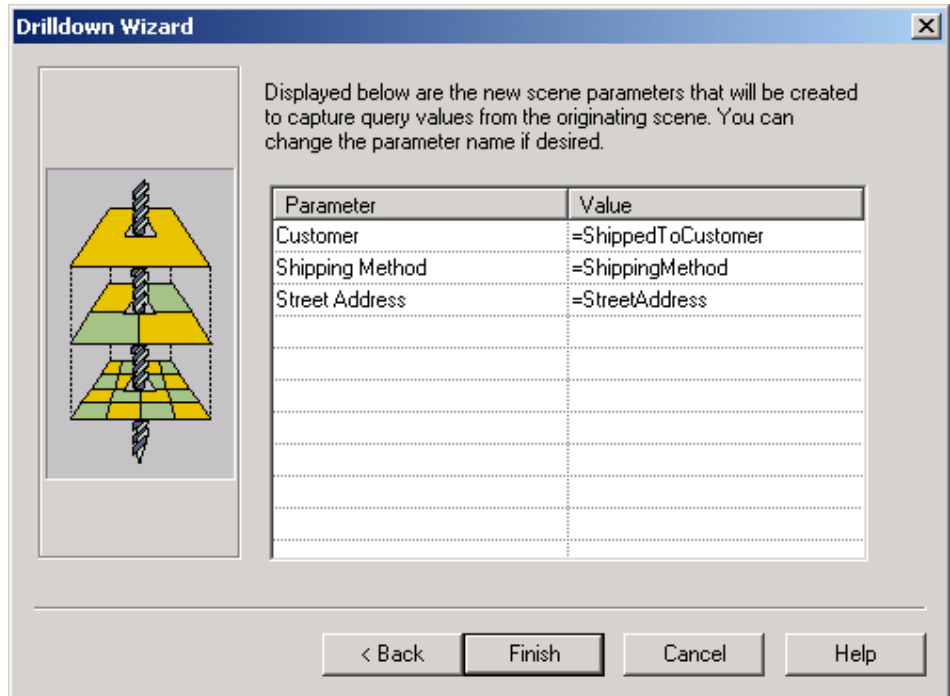 Drilldown Wizard
Displayed below are the new scene parameters that will be created
to capture query values from the originating scene. You can
change the parameter name if desired.
Parameter Value
Customer =ShippedToCustomer
Shipping Method =ShippingMethod
Street Address =StreetAddress
< Back Finish Cancel Help